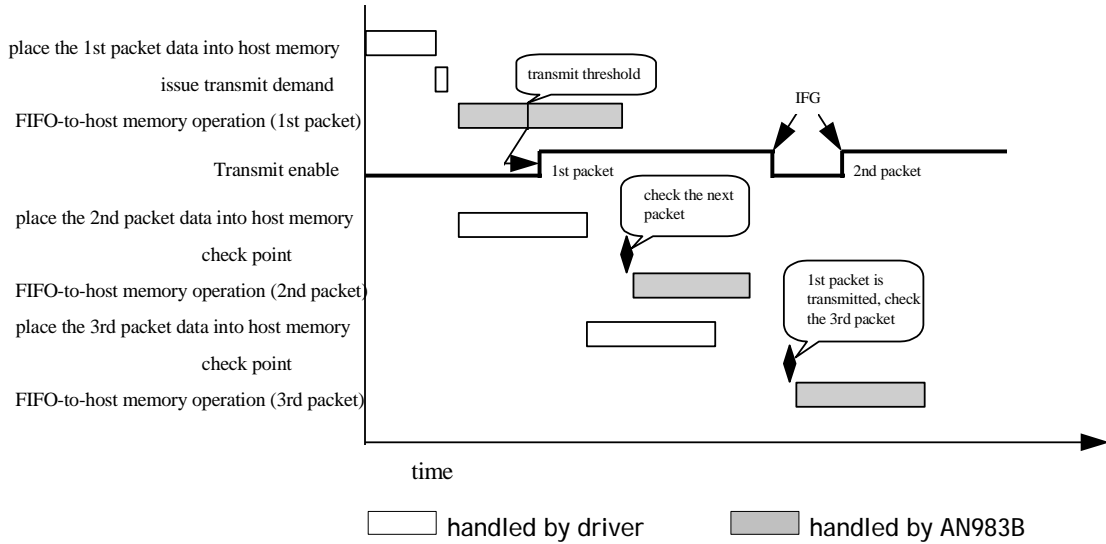 place the 1st packet data into host memory
issue transmit demand
transmit threshold
FIFO-to-host memory operation (1st packet)
IFG
Transmit enable
1st packet
2nd packet
check the next
packet
place the 2nd packet data into host memory
check point
FIFO-to-host memory operation (2nd packet)
1st packet is
transmitted, check
the 3rd packet
place the 3rd packet data into host memory
check point
FIFO-to-host memory operation (3rd packet)
time
handled by driver
handled by AN983B